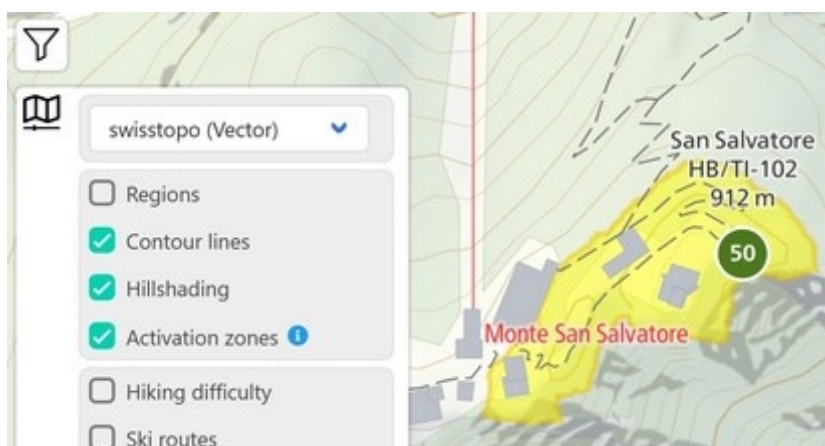 swisstopo (Vector)
Regions
Contour lines
Hillshading
Activation zones
Hiking difficulty
Ski routes
San Salvatore
HB/TI-102
912 m
50
Monte San Salvatore